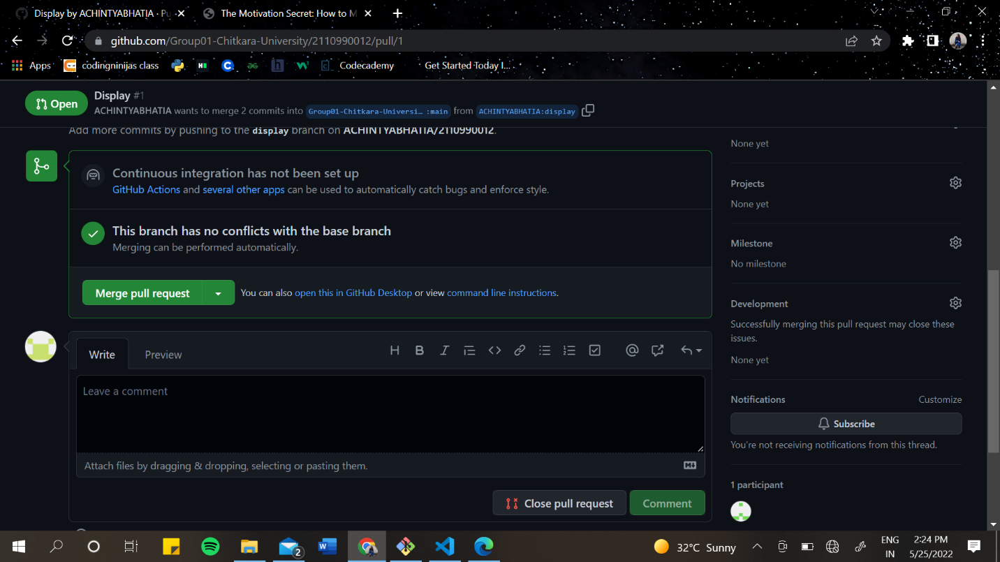 Display by ACHINTYABHATIA · Pu
The Motivation Secret: How to M
github.com/Group01-Chitkara-University/2110990012/pull/1
Apps
codingninijas class
Codecademy
Get Started Today I...
Open
Display #1
ACHINTYABHATIA wants to merge 2 commits into Group01-Chitkara-Universi… :main from ACHINTYABHATIA:display
Add more commits by pushing to the display branch on ACHINTYABHATIA/2110990012.
Continuous integration has not been set up
GitHub Actions and several other apps can be used to automatically catch bugs and enforce style.
This branch has no conflicts with the base branch
Merging can be performed automatically.
Merge pull request
You can also open this in GitHub Desktop or view command line instructions.
Write
Preview
Leave a comment
Attach files by dragging & dropping, selecting or pasting them.
Close pull request
Comment
None yet
Projects
None yet
Milestone
No milestone
Development
Successfully merging this pull request may close these
issues.
None yet
Notifications
Customize
Subscribe
You're not receiving notifications from this thread.
1 participant
2
32°C Sunny
ENG
IN
2:24 PM
5/25/2022